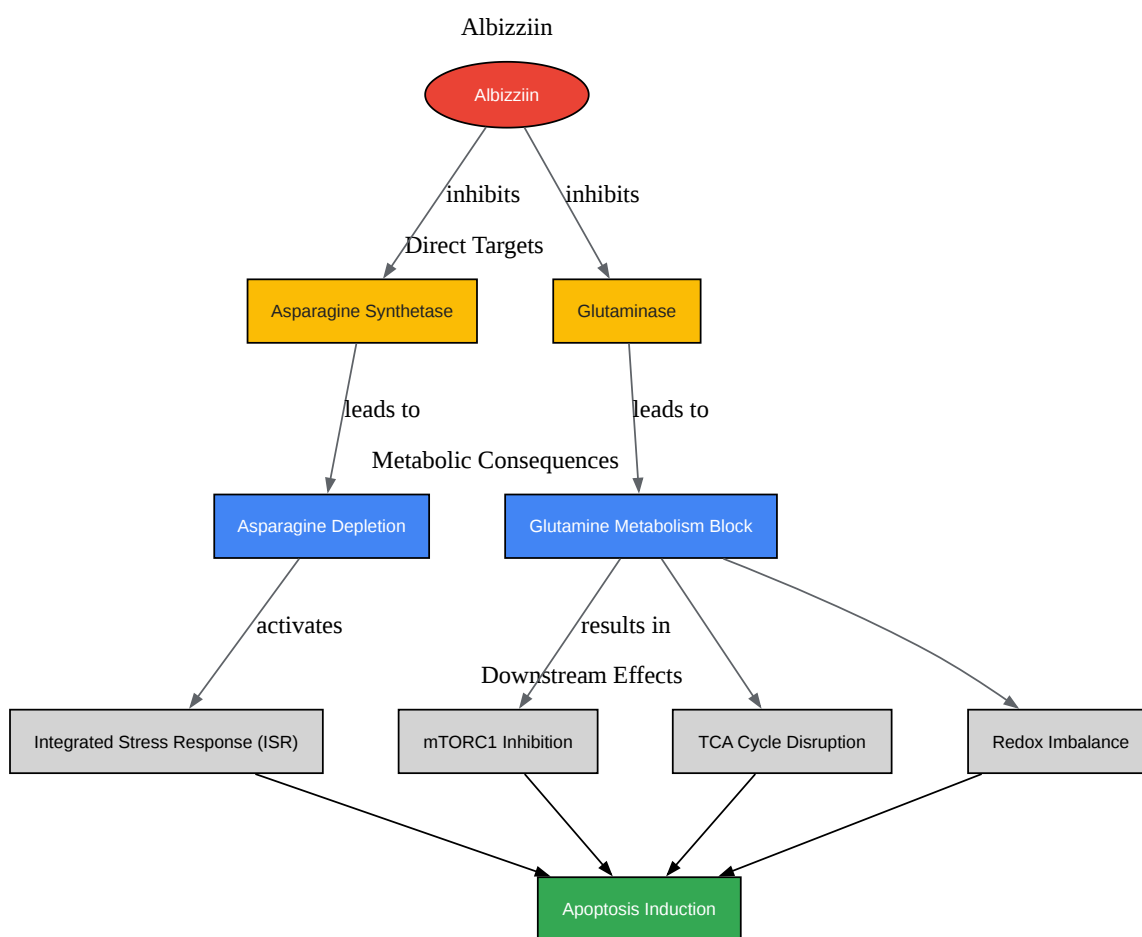 Albizziin
Albizziin
inhibits
inhibits
Direct Targets
Asparagine Synthetase
Glutaminase
leads to
leads to
Metabolic Consequences
Asparagine Depletion
Glutamine Metabolism Block
activates
results in
Downstream Effects
Integrated Stress Response (ISR)
mTORC1 Inhibition
TCA Cycle Disruption
Redox Imbalance
Apoptosis Induction